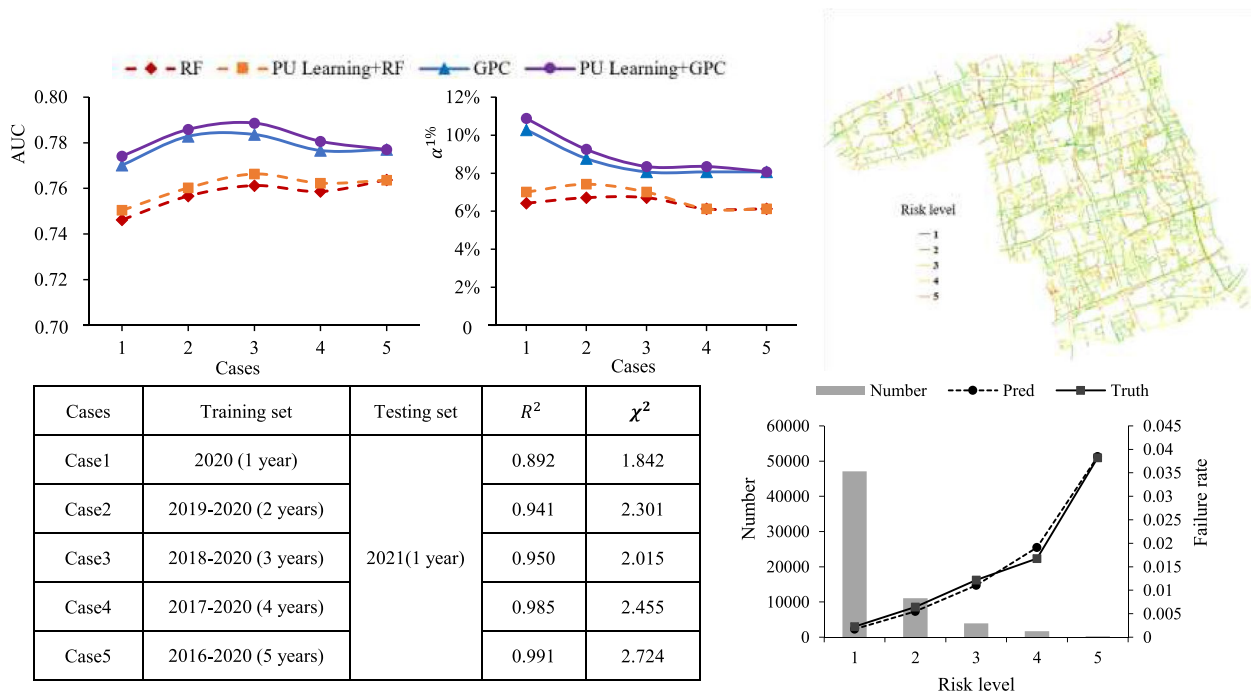 RF PU Learning+RF GPC PU Learning+GPC
0.80
0.78
0.76
0.74
0.72
0.70
AUC
1 2 3 4 5
Cases
12%
10%
8%
6%
4%
2%
0
α1%
1 2 3 4 5
Cases
Risk level
1
2
3
4
5
Cases Training set Testing set R² χ²
Case1 2020 (1 year) 2021(1 year) 0.892 1.842
Case2 2019-2020 (2 years) 0.941 2.301
Case3 2018-2020 (3 years) 0.950 2.015
Case4 2017-2020 (4 years) 0.985 2.455
Case5 2016-2020 (5 years) 0.991 2.724
Number Pred Truth
60000
50000
40000
30000
20000
10000
0
Number
0.045
0.04
0.035
0.03
0.025
0.02
0.015
0.01
0.005
0
Failure rate
1 2 3 4 5
Risk level